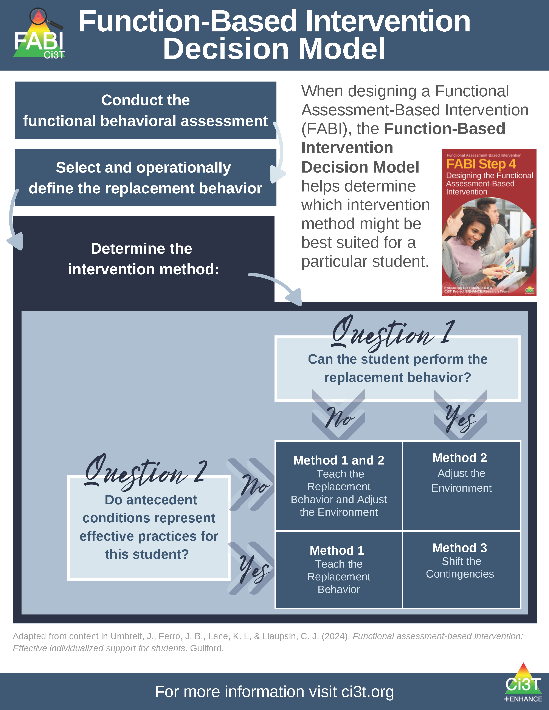 FABI
Ci3T
Function-Based Intervention
Decision Model
Conduct the
functional behavioral assessment
Select and operationally
define the replacement behavior
Determine the
intervention method:
When designing a Functional
Assessment-Based Intervention
(FABI), the Function-Based
Intervention
Decision Model
helps determine
which intervention
method might be
best suited for a
particular student.
Functional Assessment-Based Intervention
FABI Step 4
Designing the Functional
Assessment-Based
Intervention
Question 1
Can the student perform the
replacement behavior?
No
Yes
Question 2
Do antecedent
conditions represent
effective practices for
this student?
No
Yes
Method 1 and 2
Teach the
Replacement
Behavior and Adjust
the Environment
Method 2
Adjust the
Environment
Method 1
Teach the
Replacement
Behavior
Method 3
Shift the
Contingencies
Adapted from content in Umbreit, J., Ferro, J. B., Lane, K. L., & Liaupsin, C. J. (2024). Functional assessment-based intervention:
Effective individualized support for students. Guilford.
For more information visit ci3t.org
Ci3T
+ENHANCE